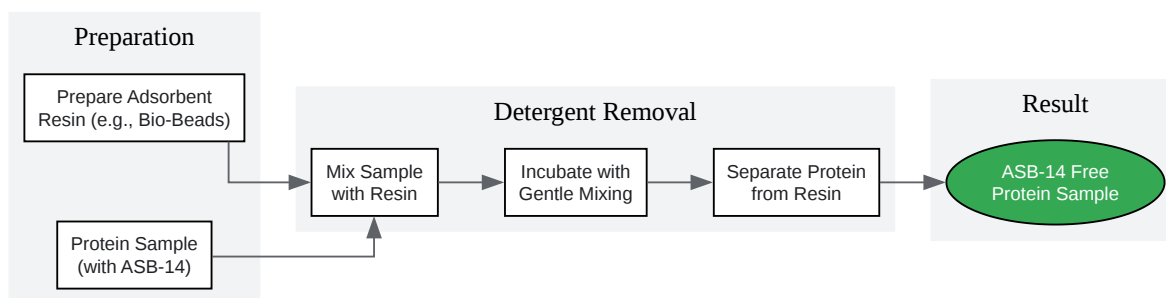 Preparation
Prepare Adsorbent
Resin (e.g., Bio-Beads)
Protein Sample
(with ASB-14)
Detergent Removal
Mix Sample
with Resin
Incubate with
Gentle Mixing
Separate Protein
from Resin
Result
ASB-14 Free
Protein Sample